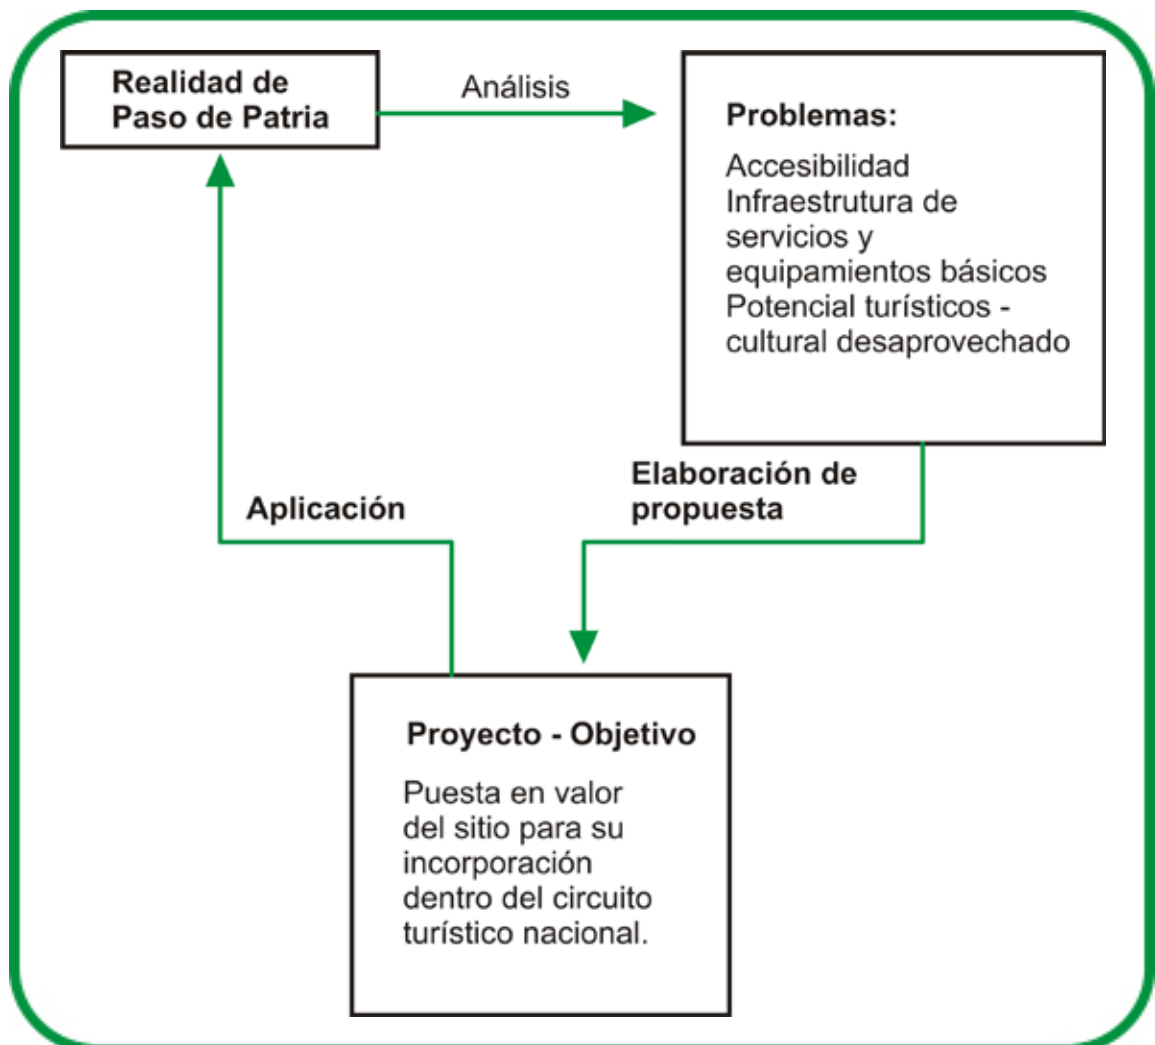 Realidad de
Paso de Patria
Análisis
Problemas:
Accesibilidad
Infraestrutura de
servicios y
equipamientos básicos
Potencial turísticos -
cultural desaprovechado
Elaboración de
propuesta
Aplicación
Proyecto - Objetivo
Puesta en valor
del sitio para su
incorporación
dentro del circuito
turístico nacional.